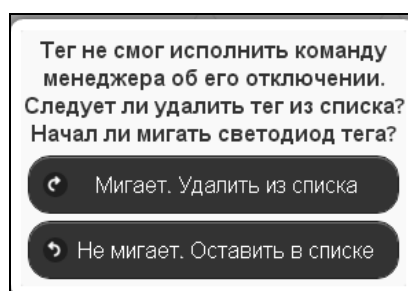 Тег не смог исполнить команду
менеджера об его отключении.
Следует ли удалить тег из списка?
Начал ли мигать светодиод тега?
Мигает. Удалить из списка
Не мигает. Оставить в списке